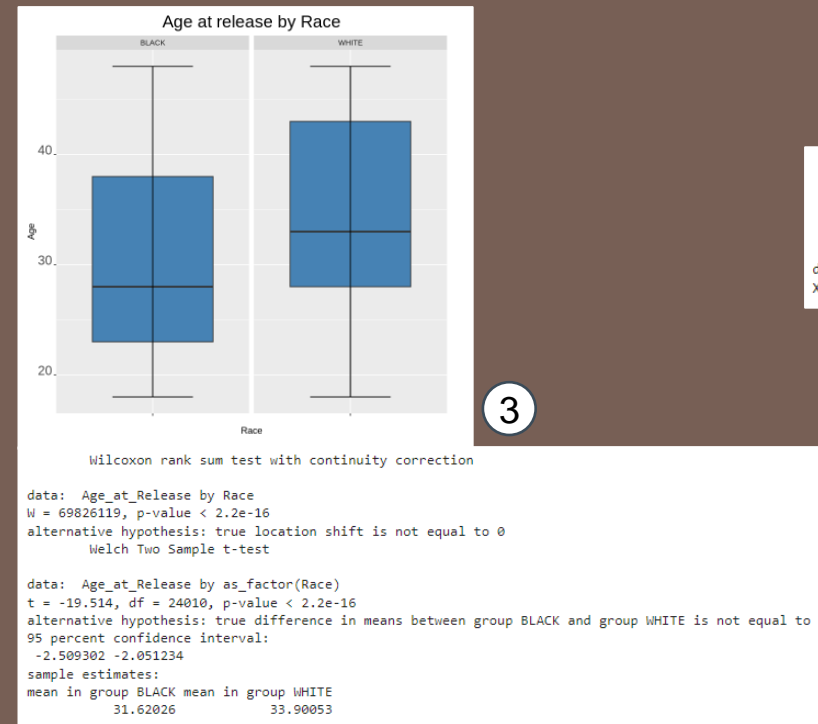 Age at release by Race
BLACK WHITE
40
30
20
Age
Race
3
Wilcoxon rank sum test with continuity correction
data: Age_at_Release by Race
W = 69826119, p-value < 2.2e-16
alternative hypothesis: true location shift is not equal to 0
Welch Two Sample t-test
data: Age_at_Release by as_factor(Race)
t = -19.514, df = 24010, p-value < 2.2e-16
alternative hypothesis: true difference in means between group BLACK and group WHITE is not equal to
95 percent confidence interval:
-2.509302 -2.051234
sample estimates:
mean in group BLACK mean in group WHITE
31.62026 33.90053